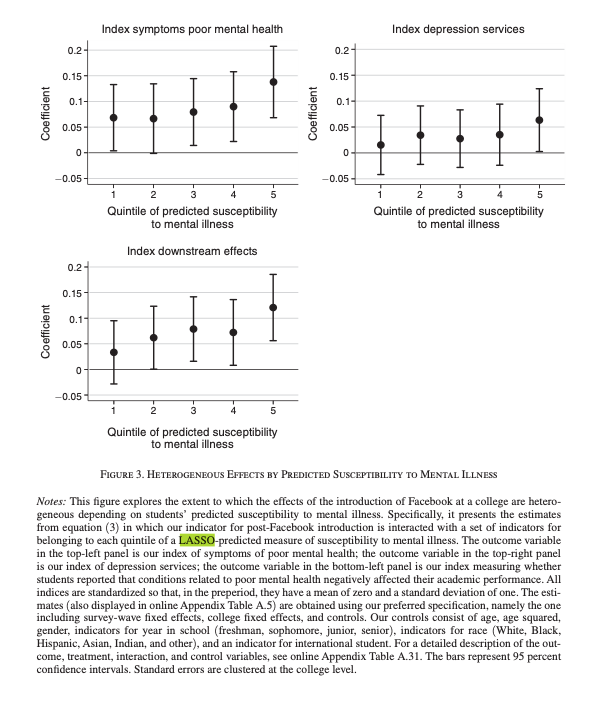 Index symptoms poor mental health
0.2
0.15
0.1
0.05
0
−0.05
Coefficient
1 2 3 4 5
Quintile of predicted susceptibility
to mental illness
Index depression services
0.2
0.15
0.1
0.05
0
−0.05
Coefficient
1 2 3 4 5
Quintile of predicted susceptibility
to mental illness
Index downstream effects
0.2
0.15
0.1
0.05
0
−0.05
Coefficient
1 2 3 4 5
Quintile of predicted susceptibility
to mental illness
Figure 3. Heterogeneous Effects by Predicted Susceptibility to Mental Illness
Notes: This figure explores the extent to which the effects of the introduction of Facebook at a college are hetero-
geneous depending on students’ predicted susceptibility to mental illness. Specifically, it presents the estimates
from equation (3) in which our indicator for post-Facebook introduction is interacted with a set of indicators for
belonging to each quintile of a LASSO-predicted measure of susceptibility to mental illness. The outcome variable
in the top-left panel is our index of symptoms of poor mental health; the outcome variable in the top-right panel
is our index of depression services; the outcome variable in the bottom-left panel is our index measuring whether
students reported that conditions related to poor mental health negatively affected their academic performance. All
indices are standardized so that, in the preperiod, they have a mean of zero and a standard deviation of one. The esti-
mates (also displayed in online Appendix Table A.5) are obtained using our preferred specification, namely the one
including survey-wave fixed effects, college fixed effects, and controls. Our controls consist of age, age squared,
gender, indicators for year in school (freshman, sophomore, junior, senior), indicators for race (White, Black,
Hispanic, Asian, Indian, and other), and an indicator for international student. For a detailed description of the out-
come, treatment, interaction, and control variables, see online Appendix Table A.31. The bars represent 95 percent
confidence intervals. Standard errors are clustered at the college level.